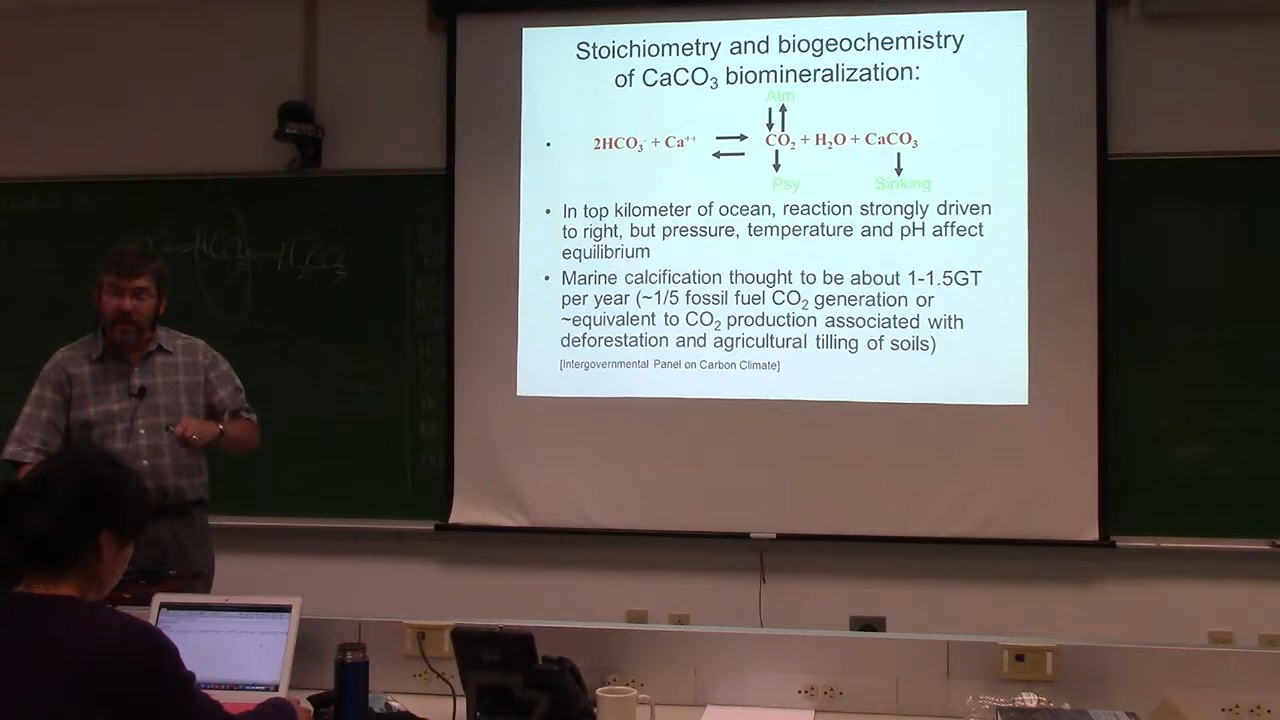 Stoichiometry and biogeochemistry
of CaCO₃ biomineralization:
Atm
• 2HCO₃⁻ + Ca⁺⁺ ⇌ CO₂ + H₂O + CaCO₃
Psy Sinking
• In top kilometer of ocean, reaction strongly driven
to right, but pressure, temperature and pH affect
equilibrium
• Marine calcification thought to be about 1-1.5GT
per year (~1/5 fossil fuel CO₂ generation or
~equivalent to CO₂ production associated with
deforestation and agricultural tilling of soils)
[Intergovernmental Panel on Carbon Climate]
H₂CO₃